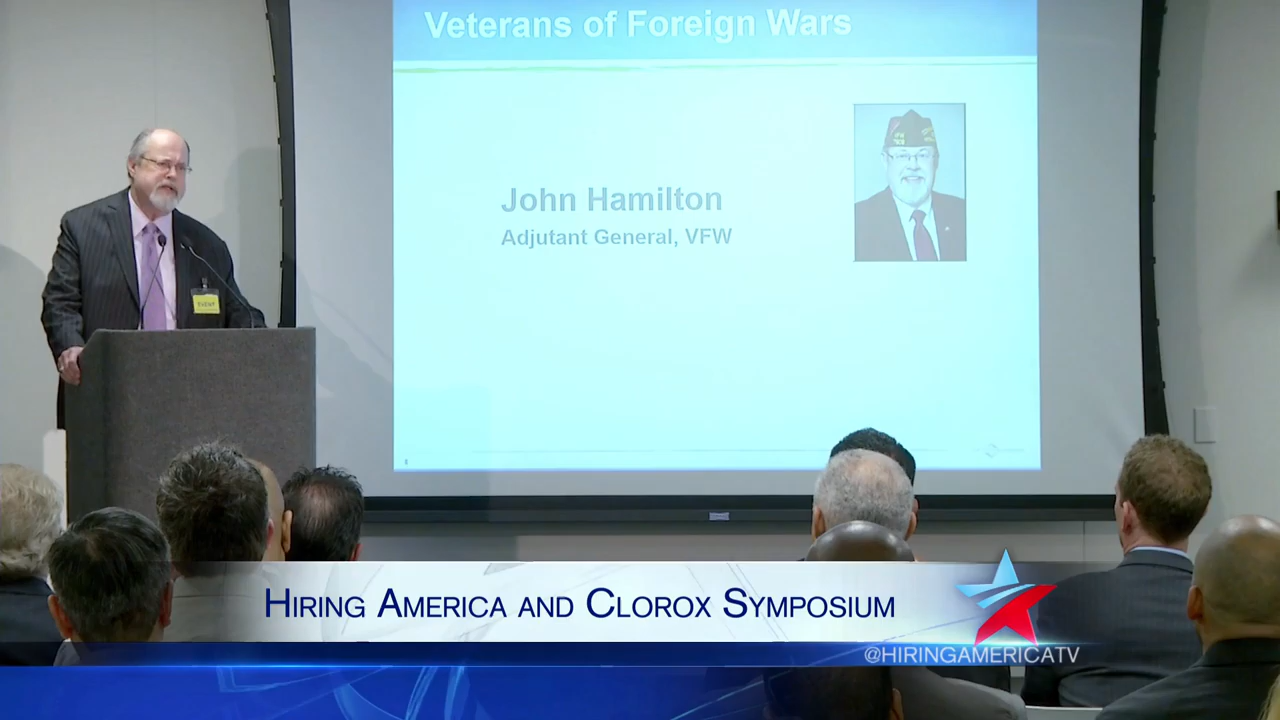 Veterans of Foreign Wars
John Hamilton
Adjutant General, VFW
HIRING AMERICA AND CLOROX SYMPOSIUM
@HIRINGAMERICATV